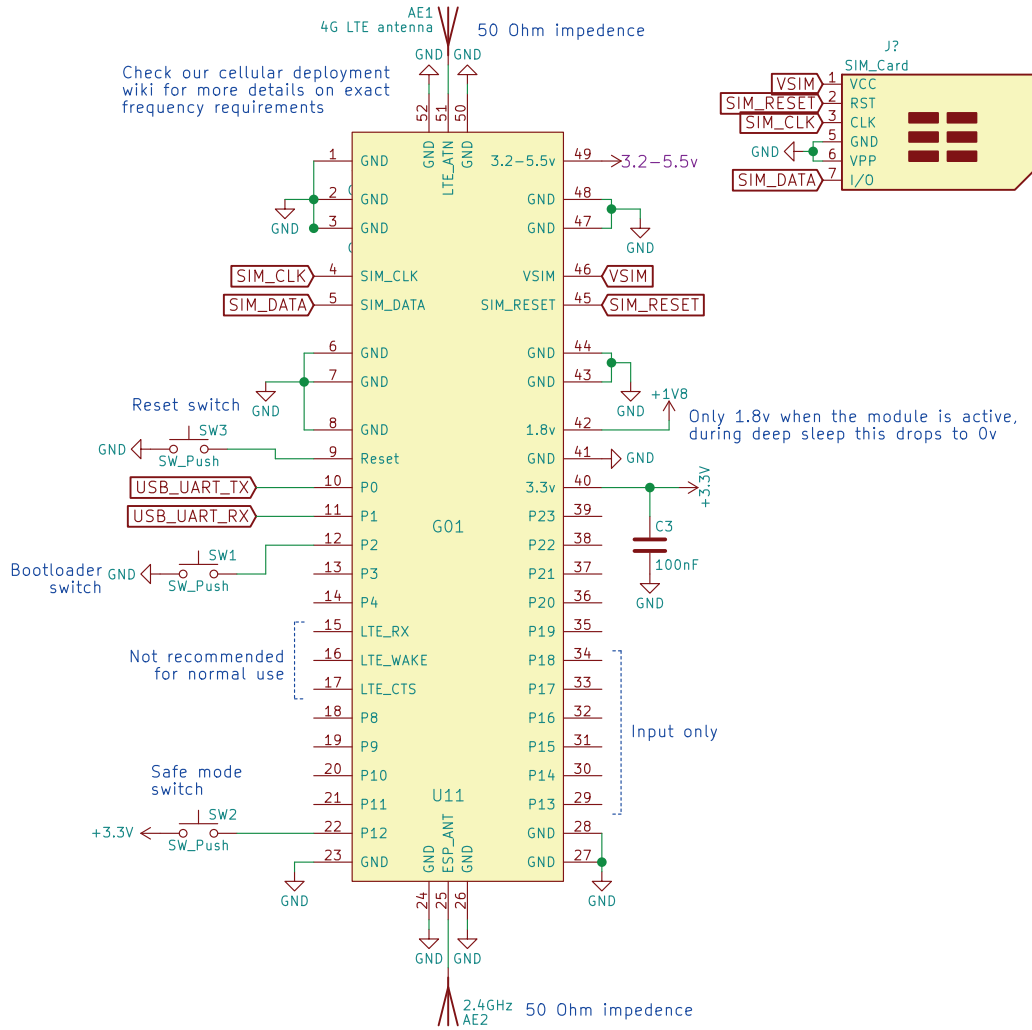 AE1
4G LTE antenna
50 Ohm impedence
GND GND
Check our cellular deployment
wiki for more details on exact
frequency requirements
52 51 50
GND LTE_ATN GND
J?
SIM_Card
VSIM 1 VCC
SIM_RESET 2 RST
SIM_CLK 3 CLK
5 GND
GND
6 VPP
SIM_DATA 7 I/O
1 GND 3.2-5.5v 49 3.2-5.5v
2 GND GND 48
GND
3 GND GND 47
GND
SIM_CLK 4 SIM_CLK VSIM 46 VSIM
SIM_DATA 5 SIM_DATA SIM_RESET 45 SIM_RESET
6 GND GND 44
7 GND GND 43
GND GND
+1V8
Reset switch
Only 1.8v when the module is active,
during deep sleep this drops to 0v
8 GND 1.8v 42
SW3
GND
SW_Push
9 Reset GND 41 GND
USB_UART_TX 10 P0 3.3v 40 +3.3V
USB_UART_RX 11 P1 P23 39
G01
C3
100nF
GND
12 P2 P22 38
SW1
Bootloader
switch
GND
SW_Push
13 P3 P21 37
14 P4 P20 36
15 LTE_RX P19 35
Not recommended
for normal use
16 LTE_WAKE P18 34
17 LTE_CTS P17 33
18 P8 P16 32
Input only
19 P9 P15 31
20 P10 P14 30
Safe mode
switch
21 P11 U11 P13 29
SW2
+3.3V
SW_Push
22 P12 GND 28
23 GND GND 27
GND GND
GND ESP_ANT GND
24 25 26
GND GND
2.4GHz
AE2
50 Ohm impedence